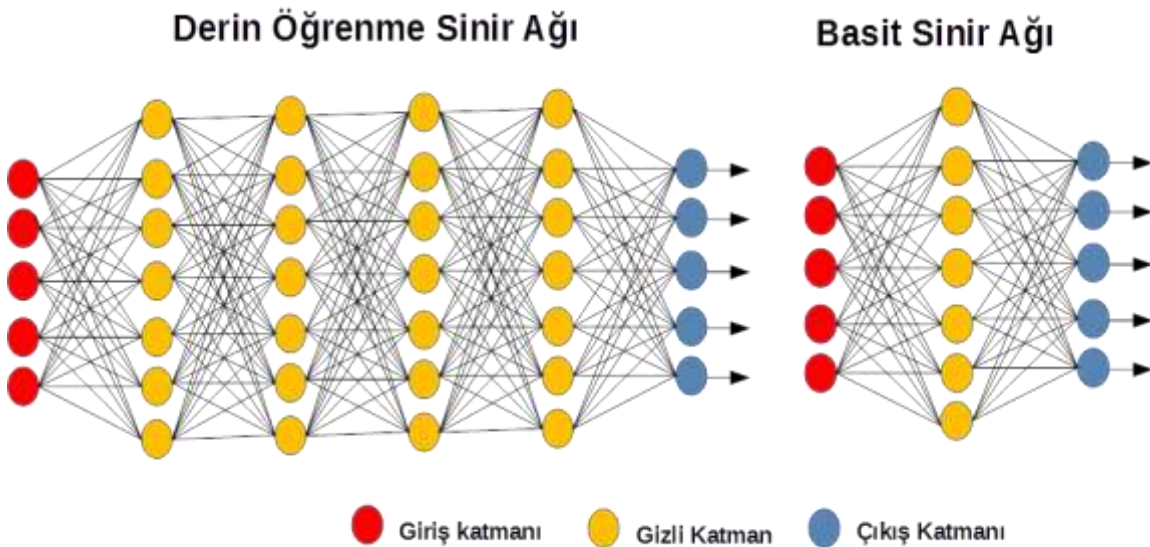 Derin Öğrenme Sinir Ağı
Basit Sinir Ağı
Giriş katmanı
Gizli Katman
Çıkış Katmanı